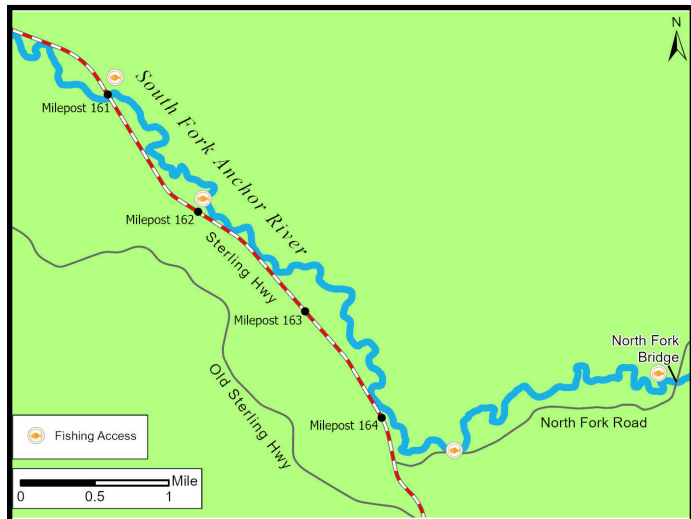 N
South Fork Anchor River
Milepost 161
Milepost 162
Sterling Hwy
Milepost 163
North Fork
Bridge
Old Sterling Hwy
Milepost 164
North Fork Road
Fishing Access
Mile
0 0.5 1